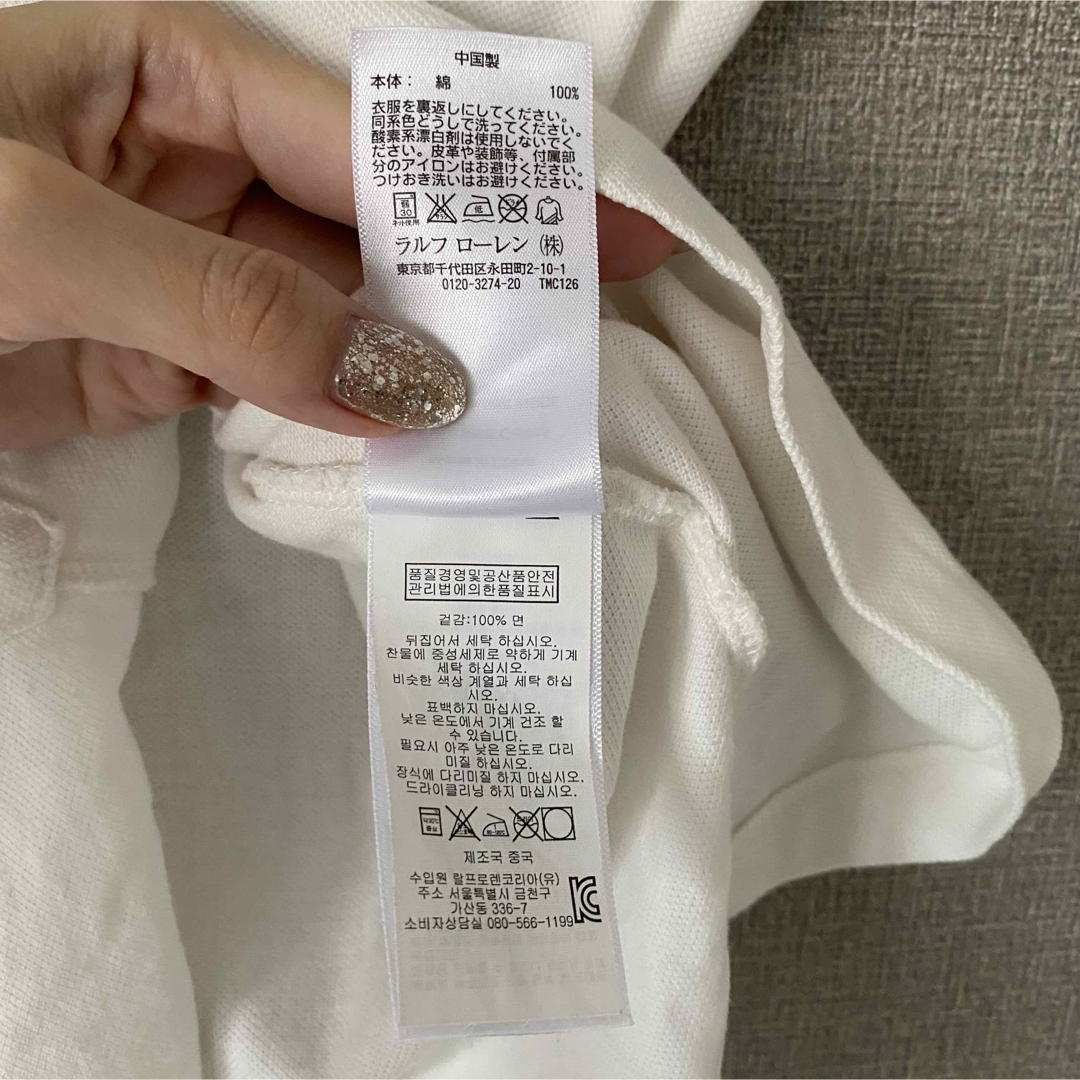 中国製
本体： 綿
100%
衣服を裏返しにしてください。
同系色どうしで洗ってください。
酸素系漂白剤は使用しないでく
ださい。皮革や装飾等、付属部
分のアイロンはお避けください。
つけおき洗いはお避けください。
弱
30
低
ネット使用
ラルフ ローレン ㈱
東京都千代田区永田町2-10-1
0120-3274-20 TMC126
품질경영및공산품안전
관리법에의한품질표시
겉감:100% 면
뒤집어서 세탁 하십시오.
찬물에 중성세제로 약하게 기계
세탁 하십시오.
비슷한 색상 계열과 세탁 하십
시오.
표백하지 마십시오.
낮은 온도에서 기계 건조 할
수 있습니다.
필요시 아주 낮은 온도로 다리
미질 하십시오.
장식에 다리미질 하지 마십시오.
드라이클리닝 하지 마십시오.
제조국 중국
수입원 랄프로렌코리아(유)
주소 서울특별시 금천구
가산동 336-7
소비자상담실 080-566-1199